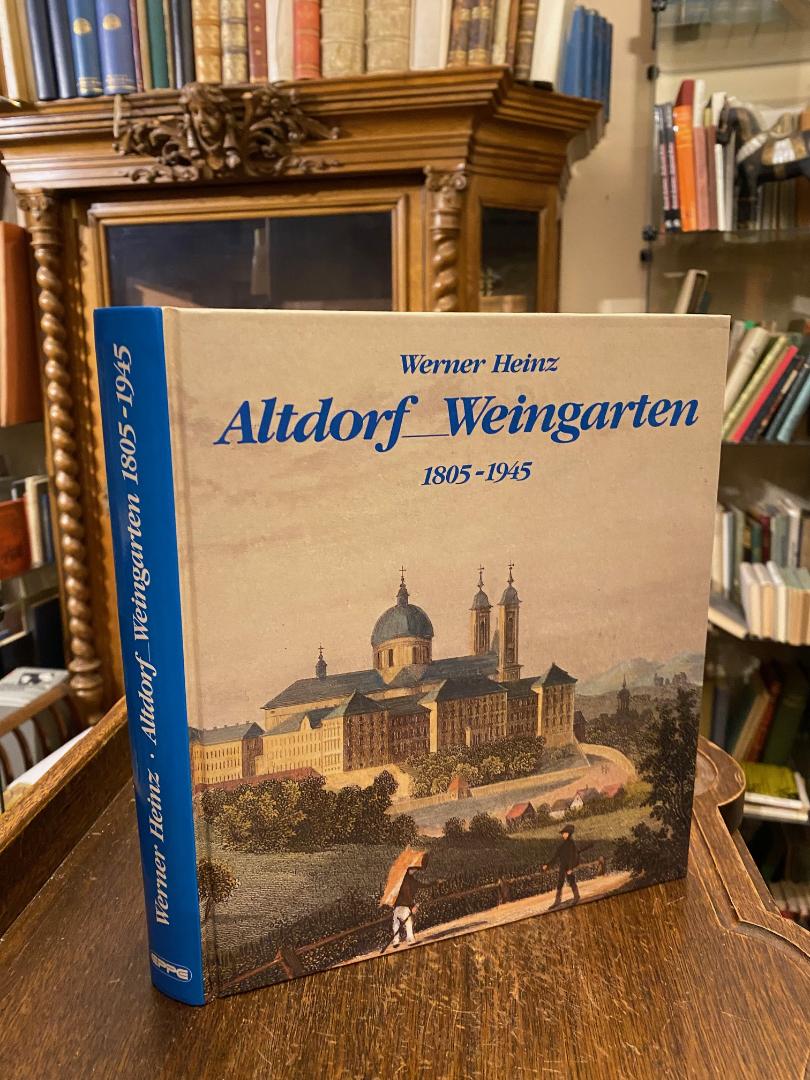 Werner Heinz
Altdorf_Weingarten
1805-1945
Werner Heinz · Altdorf_Weingarten 1805-1945
EPPE